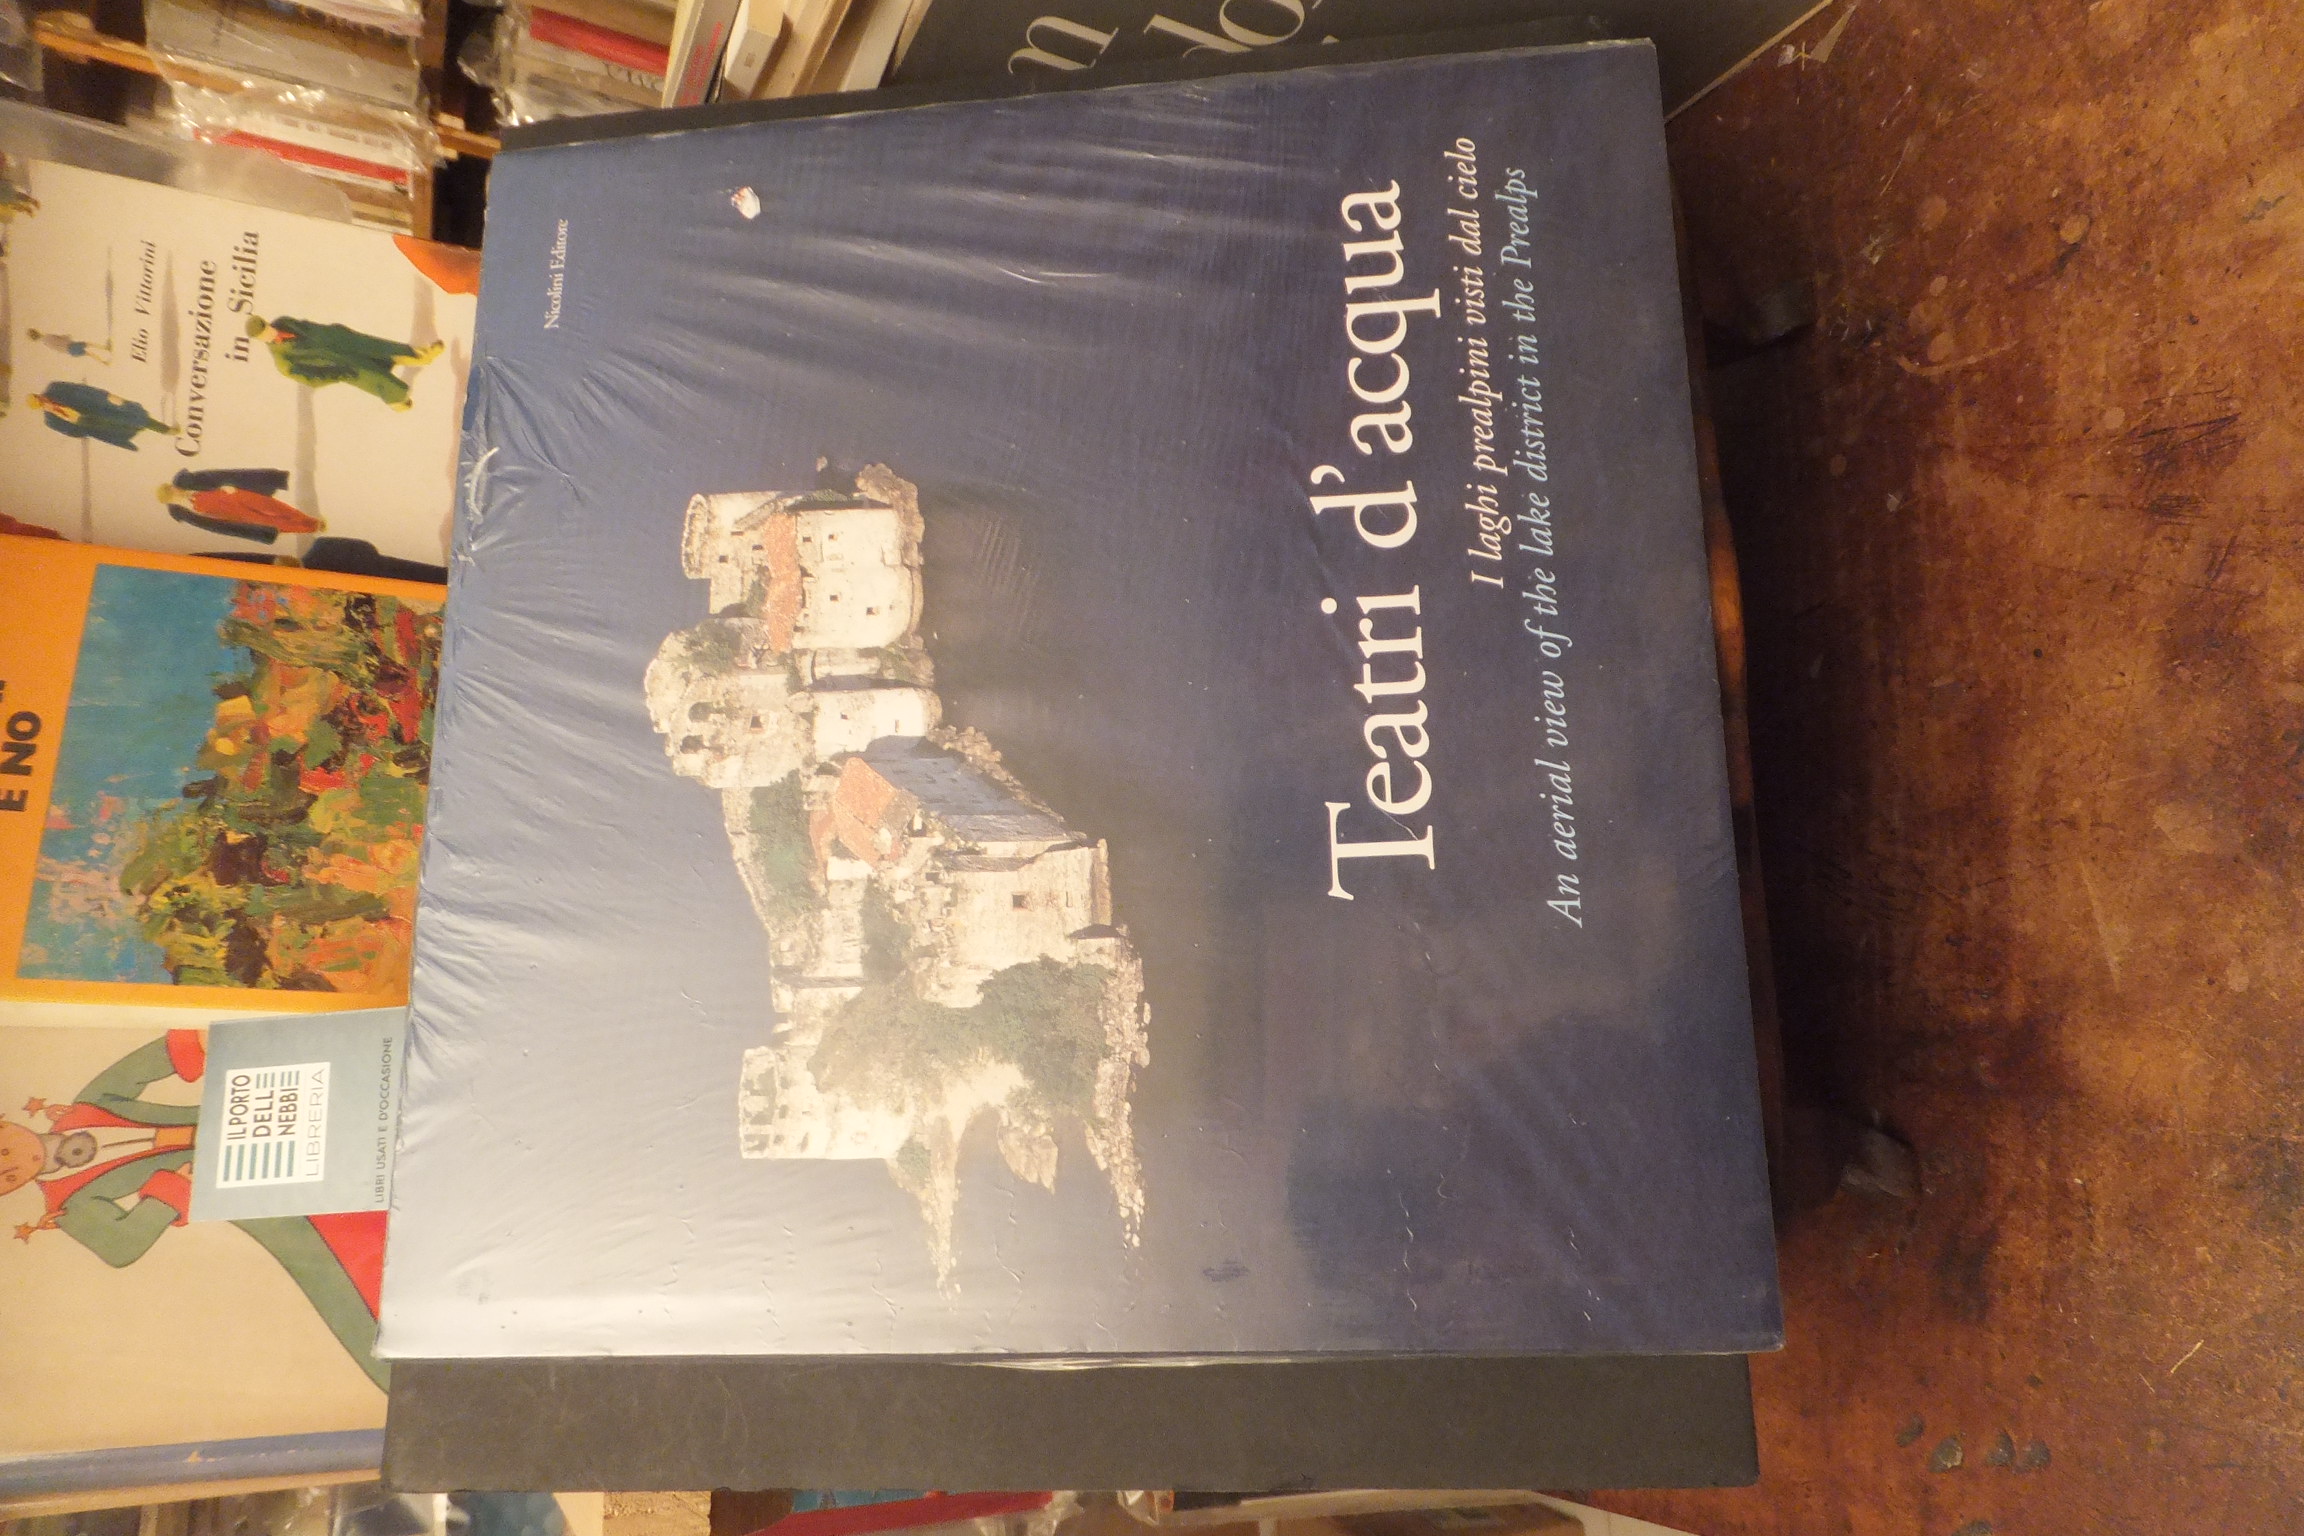 Nicolini Editore
Teatri d'acqua
I laghi prealpini visti dal cielo
An aerial view of the lake district in the Prealps
Elio Vittorini
Conversazione
in Sicilia
E NO
IL PORTO
DELLE
NEBBIE
LIBRERIA
LIBRI USATI E D'OCCASIONE